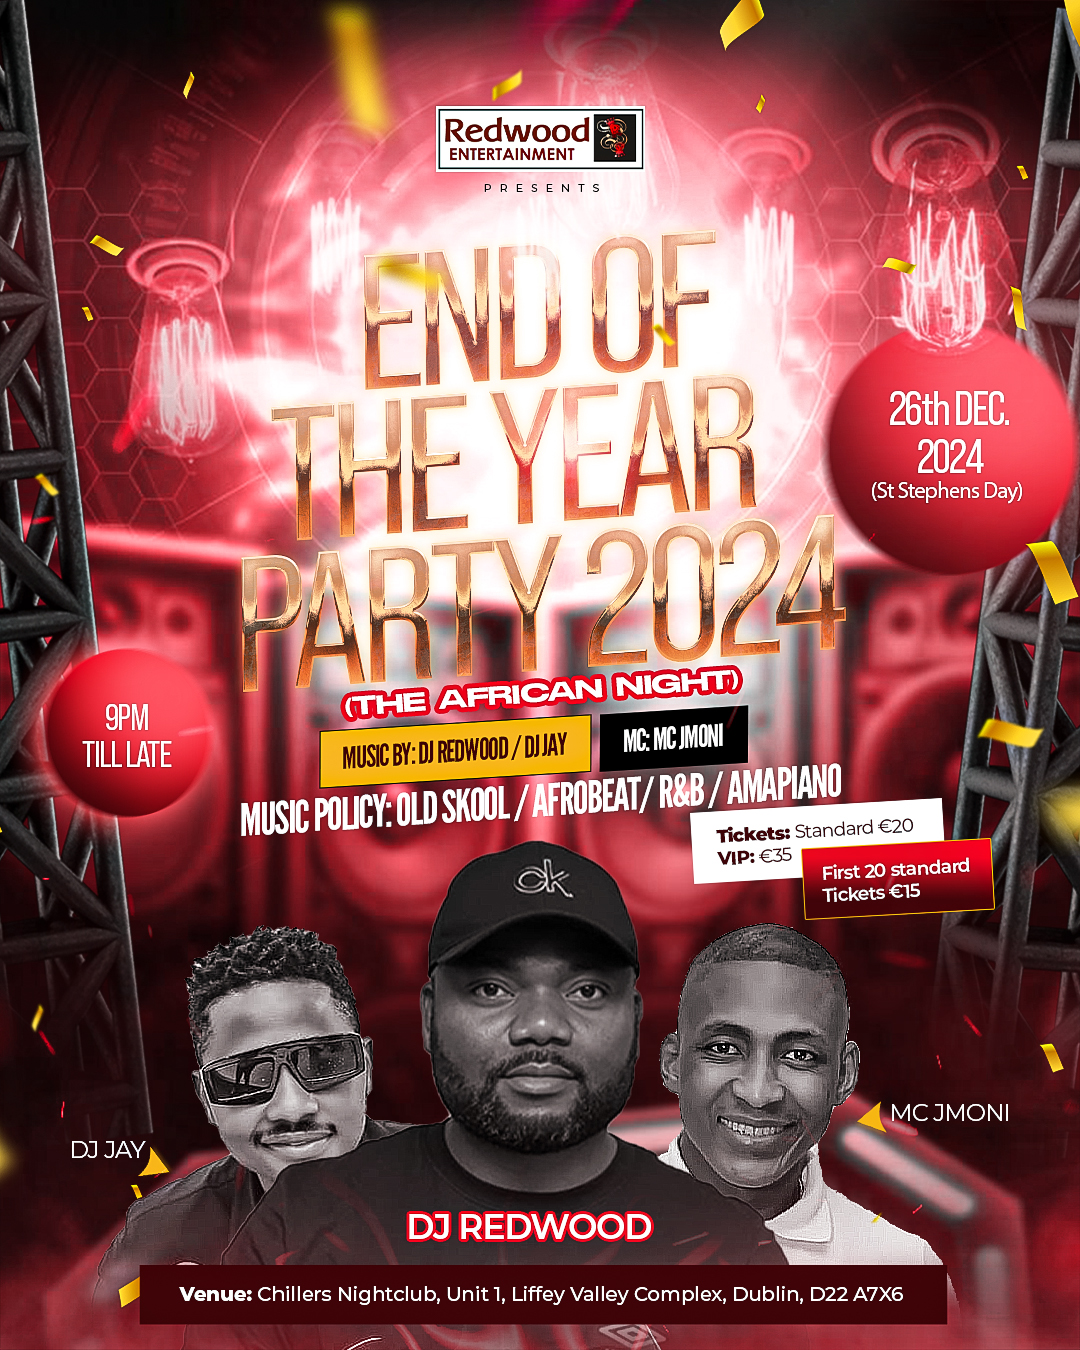 Redwood
ENTERTAINMENT
PRESENTS
END OF
THE YEAR
PARTY 2024
(THE AFRICAN NIGHT)
26th DEC.
2024
(St Stephens Day)
9PM
TILL LATE
MUSIC BY: DJ REDWOOD / DJ JAY
MC: MC JMONI
MUSIC POLICY: OLD SKOOL / AFROBEAT/ R&B / AMAPIANO
Tickets: Standard €20
VIP: €35
First 20 standard
Tickets €15
ck
DJ JAY
MC JMONI
DJ REDWOOD
Venue: Chillers Nightclub, Unit 1, Liffey Valley Complex, Dublin, D22 A7X6